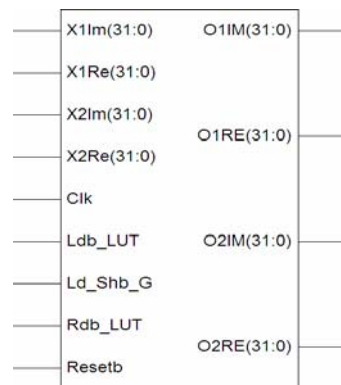 X1Im(31:0) O1IM(31:0)
X1Re(31:0)
X2Im(31:0)
O1RE(31:0)
X2Re(31:0)
Clk
Ldb_LUT O2IM(31:0)
Ld_Shb_G
Rdb_LUT
O2RE(31:0)
Resetb